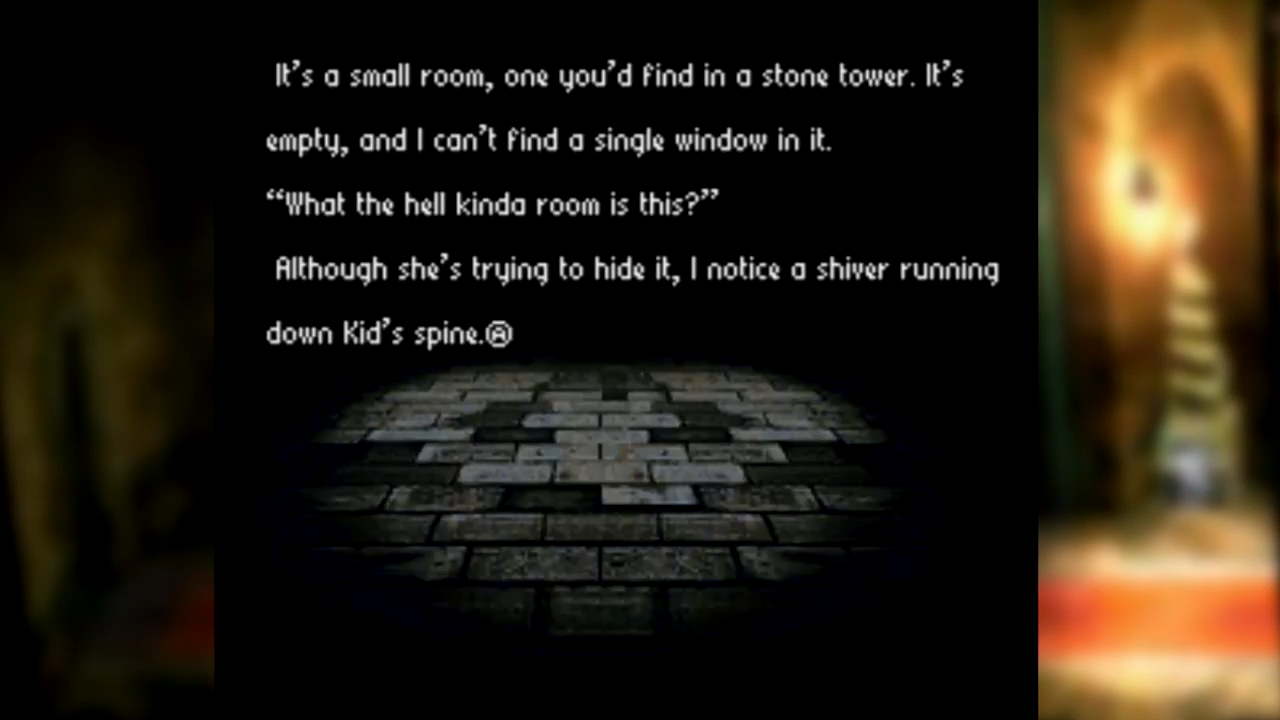 It’s a small room, one you’d find in a stone tower. It’s
empty, and I can’t find a single window in it.
“What the hell kinda room is this?”
Although she’s trying to hide it, I notice a shiver running
down Kid’s spine.Ⓐ